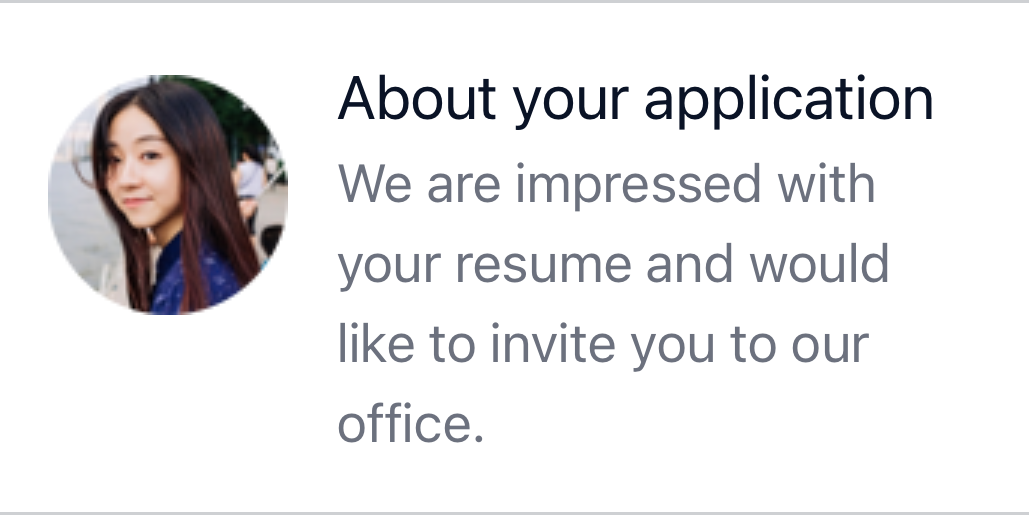 About your application
We are impressed with
your resume and would
like to invite you to our
office.